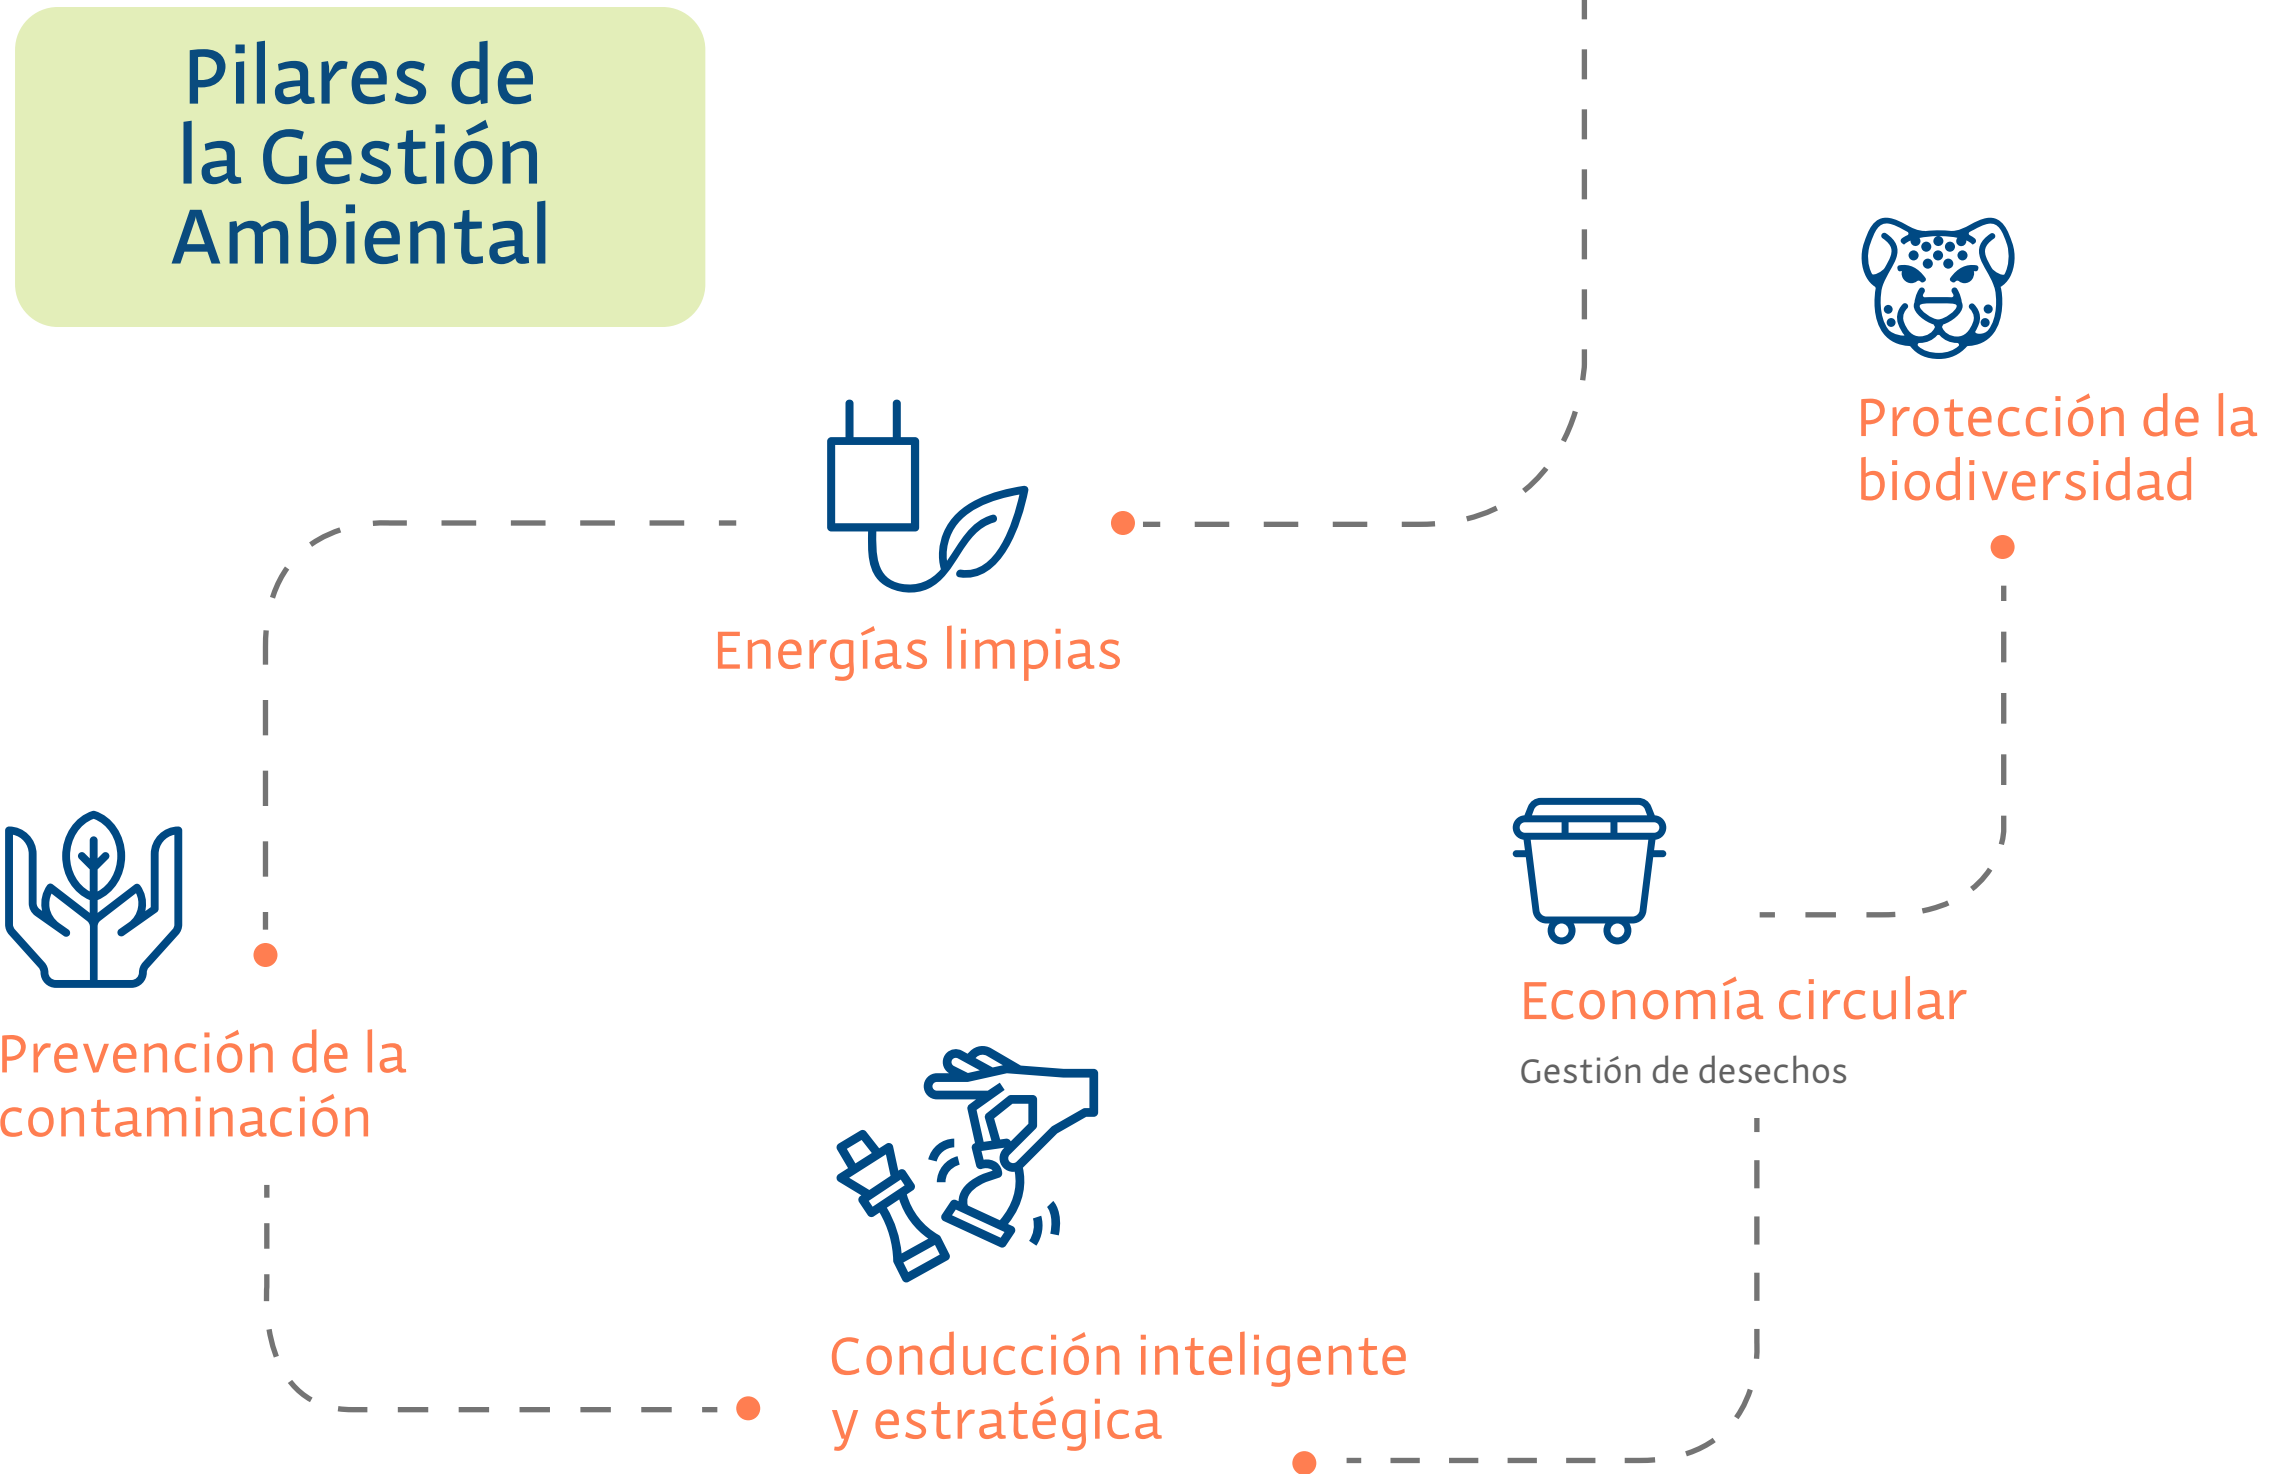 Pilares de
la Gestión
Ambiental
Protección de la
biodiversidad
Energías limpias
Economía circular
Gestión de desechos
Prevención de la
contaminación
Conducción inteligente
y estratégica